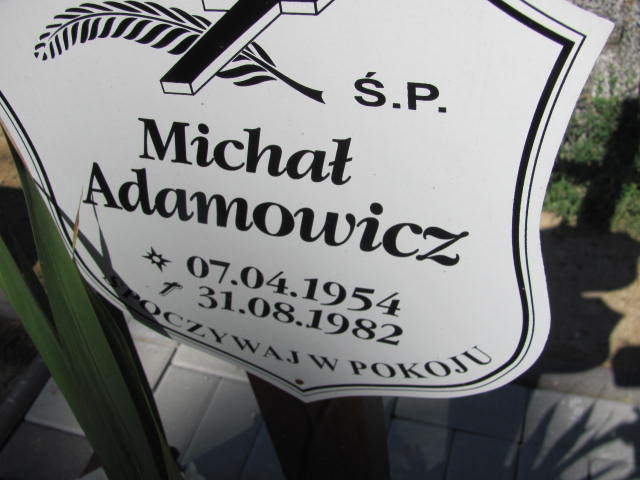 Ś.P.
Michał
Adamowicz
07.04.1954
31.08.1982
SPOCZYWAJ W POKOJU